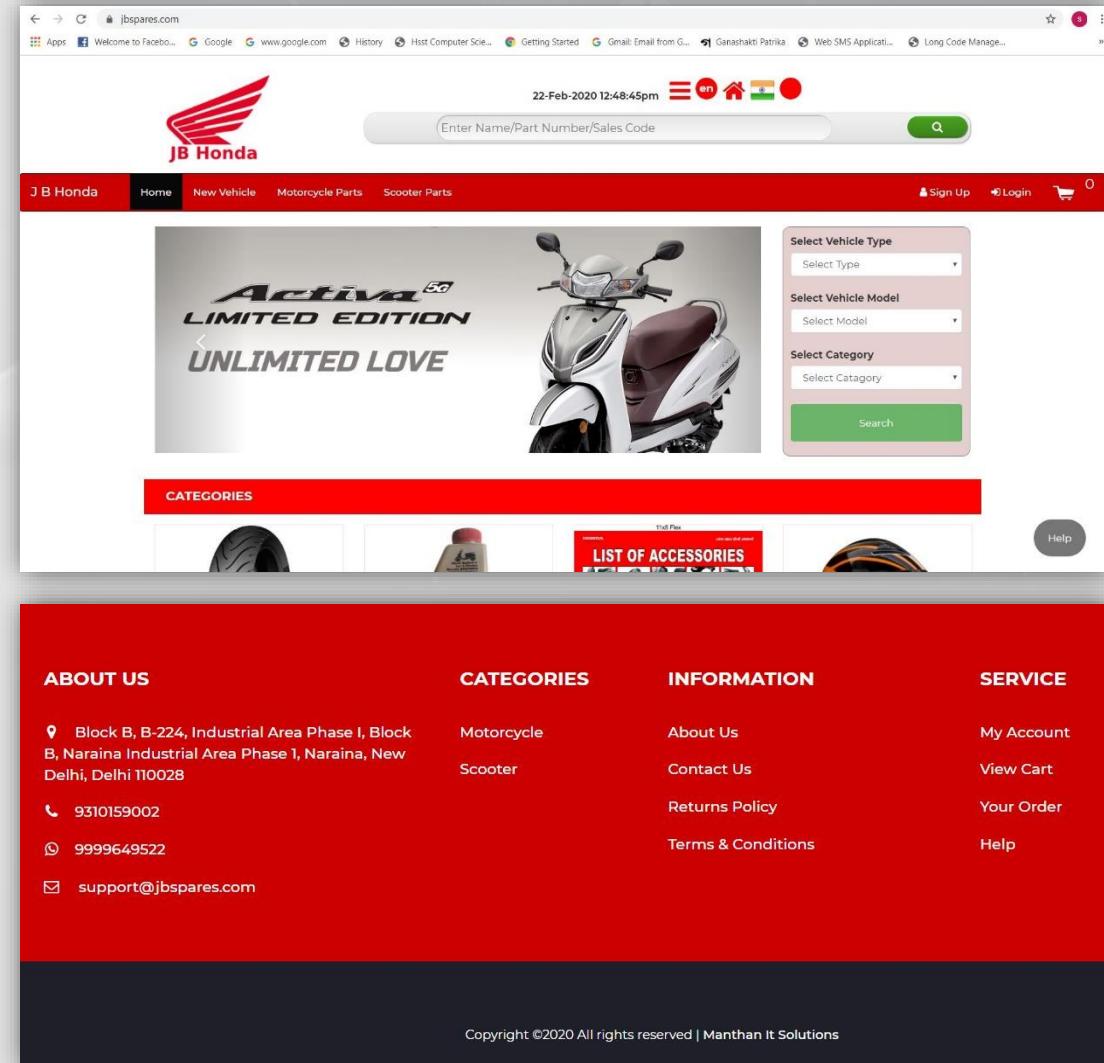 jbspares.com
S
Apps Welcome to Facebo... Google www.google.com History Hsst Computer Scie... Getting Started Gmail: Email from G... Ganashakti Patrika Web SMS Applicati... Long Code Manage...
22-Feb-2020 12:48:45pm en
Enter Name/Part Number/Sales Code
JB Honda
J B Honda Home New Vehicle Motorcycle Parts Scooter Parts Sign Up Login 0
Activa 5G
LIMITED EDITION
UNLIMITED LOVE
Select Vehicle Type
Select Type
Select Vehicle Model
Select Model
Select Category
Select Catagory
Search
CATEGORIES
11x8 Flex
LIST OF ACCESSORIES
Help
ABOUT US
Block B, B-224, Industrial Area Phase I, Block
B, Naraina Industrial Area Phase 1, Naraina, New
Delhi, Delhi 110028
9310159002
9999649522
support@jbspares.com
CATEGORIES
Motorcycle
Scooter
INFORMATION
About Us
Contact Us
Returns Policy
Terms & Conditions
SERVICE
My Account
View Cart
Your Order
Help
Copyright ©2020 All rights reserved | Manthan It Solutions